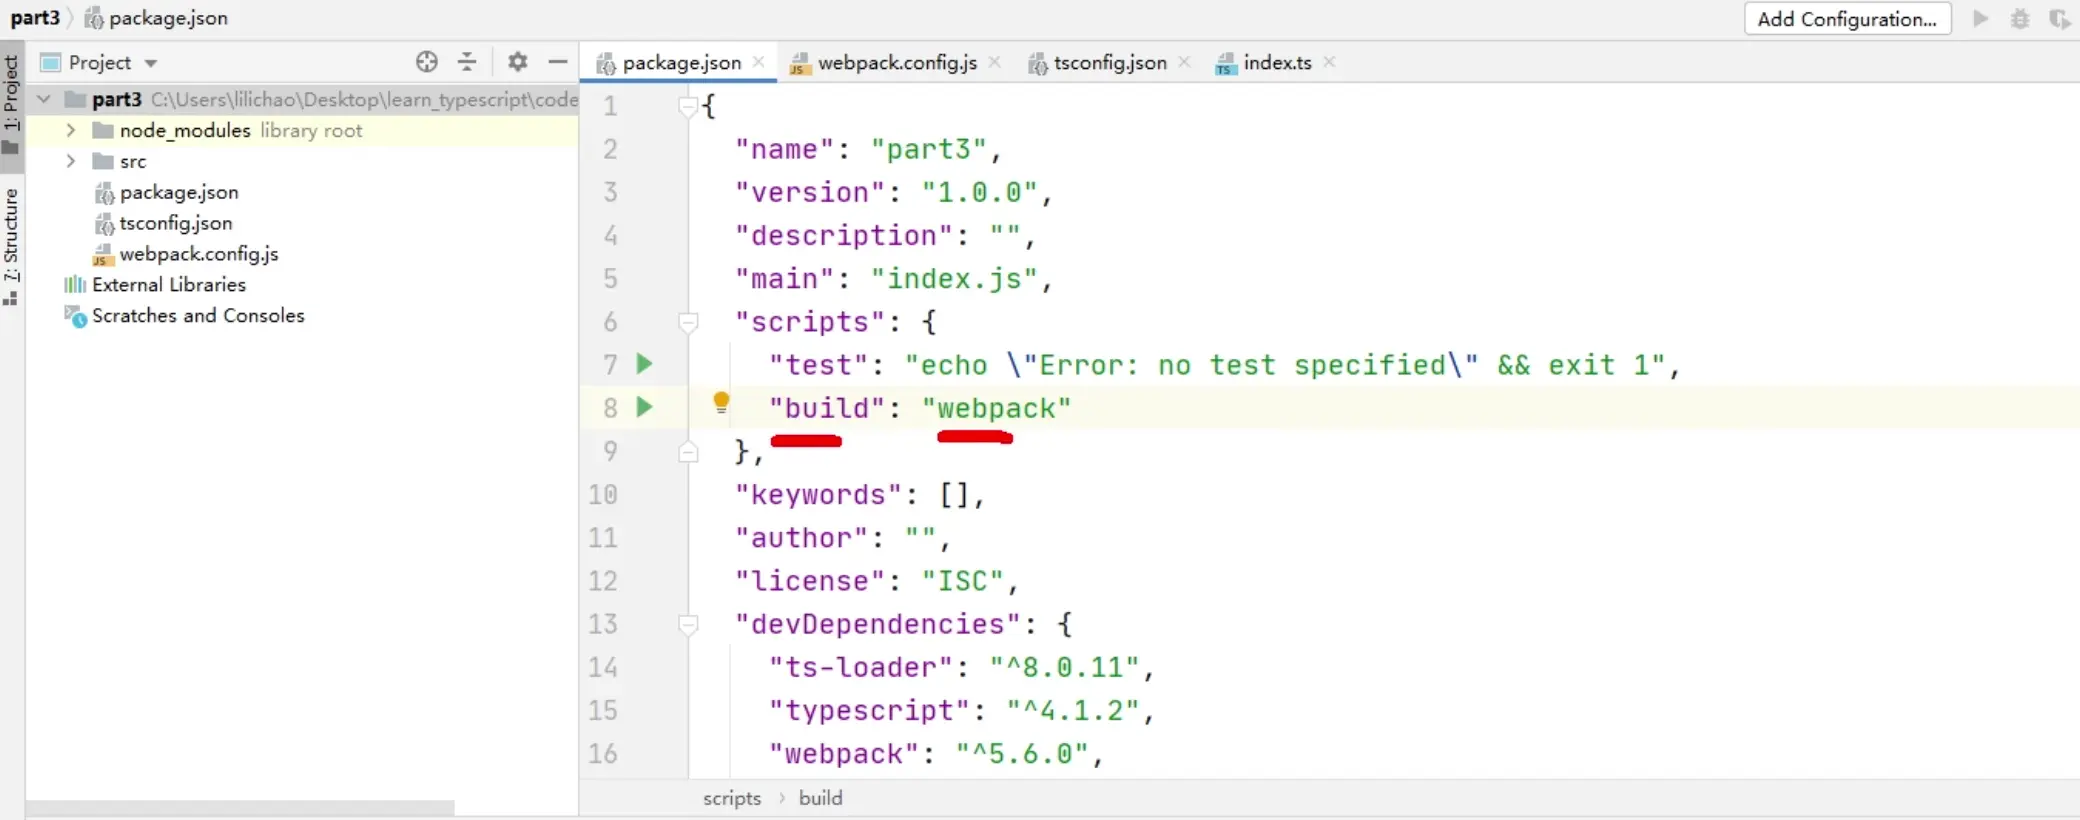 part3 package.json
Add Configuration...
1: Project
7: Structure
Project
part3 C:\Users\lilichao\Desktop\learn_typescript\code
node_modules library root
src
package.json
tsconfig.json
webpack.config.js
External Libraries
Scratches and Consoles
package.json webpack.config.js tsconfig.json index.ts
1 {
2 "name": "part3",
3 "version": "1.0.0",
4 "description": "",
5 "main": "index.js",
6 "scripts": {
7 "test": "echo \"Error: no test specified\" && exit 1",
8 "build": "webpack"
9 },
10 "keywords": [],
11 "author": "",
12 "license": "ISC",
13 "devDependencies": {
14 "ts-loader": "^8.0.11",
15 "typescript": "^4.1.2",
16 "webpack": "^5.6.0",
scripts › build